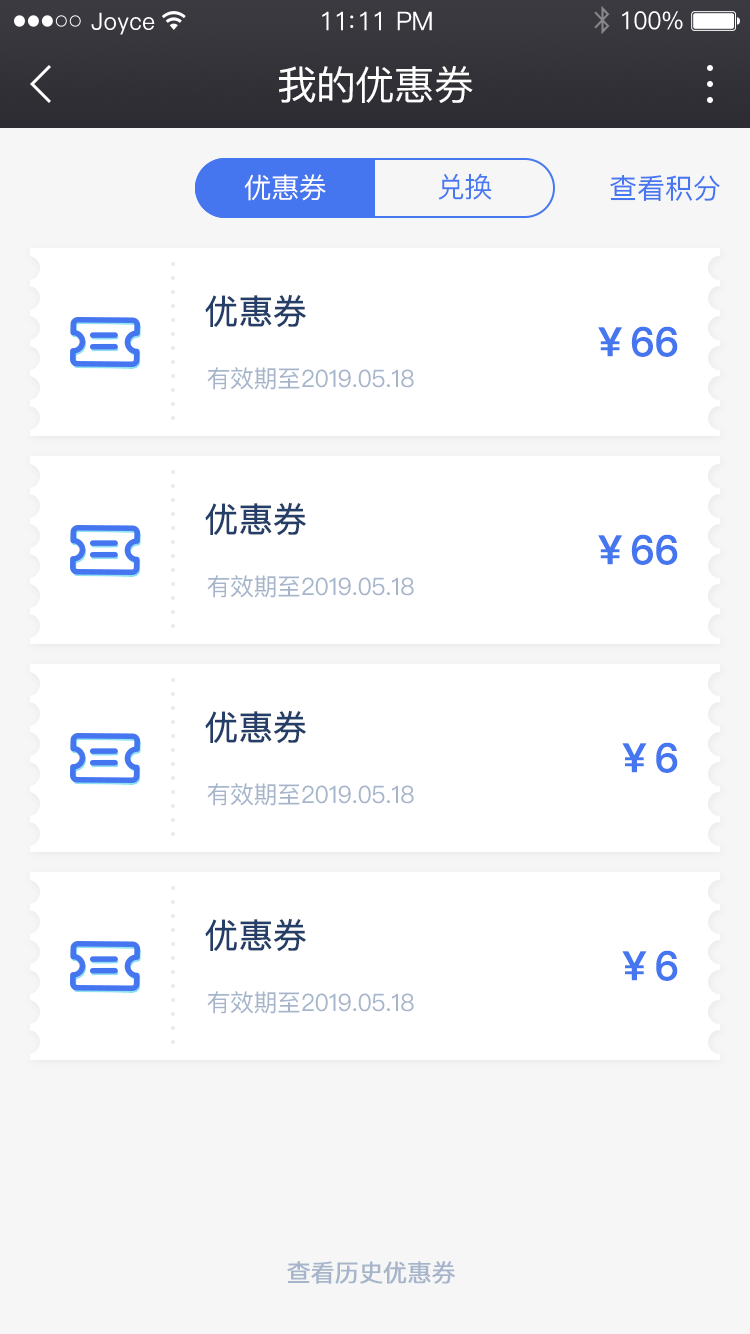 Joyce 11:11 PM 100%
我的优惠券
优惠券 兑换 查看积分
优惠券
有效期至2019.05.18
¥ 66
优惠券
有效期至2019.05.18
¥ 66
优惠券
有效期至2019.05.18
¥ 6
优惠券
有效期至2019.05.18
¥ 6
查看历史优惠券